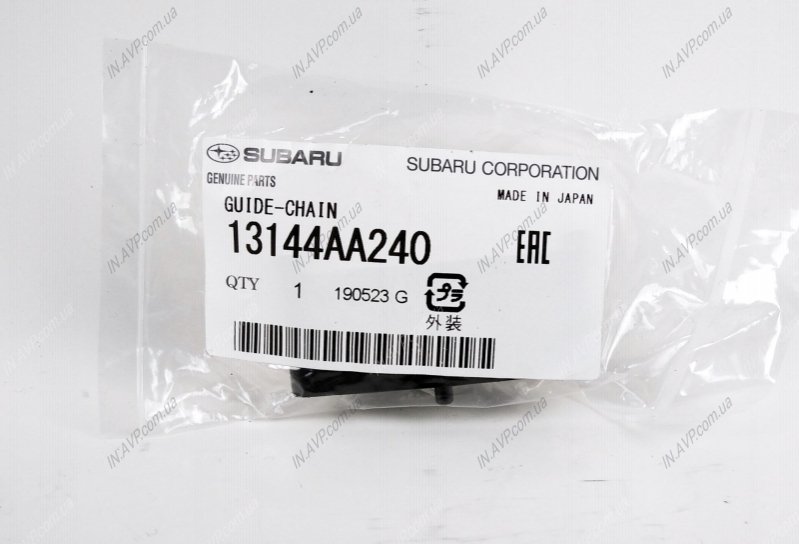 SUBARU
SUBARU CORPORATION
GENUINE PARTS
MADE IN JAPAN
GUIDE-CHAIN
13144AA240
EAC
QTY 1 190523 G
プラ
外装
IN.AVP.com.ua